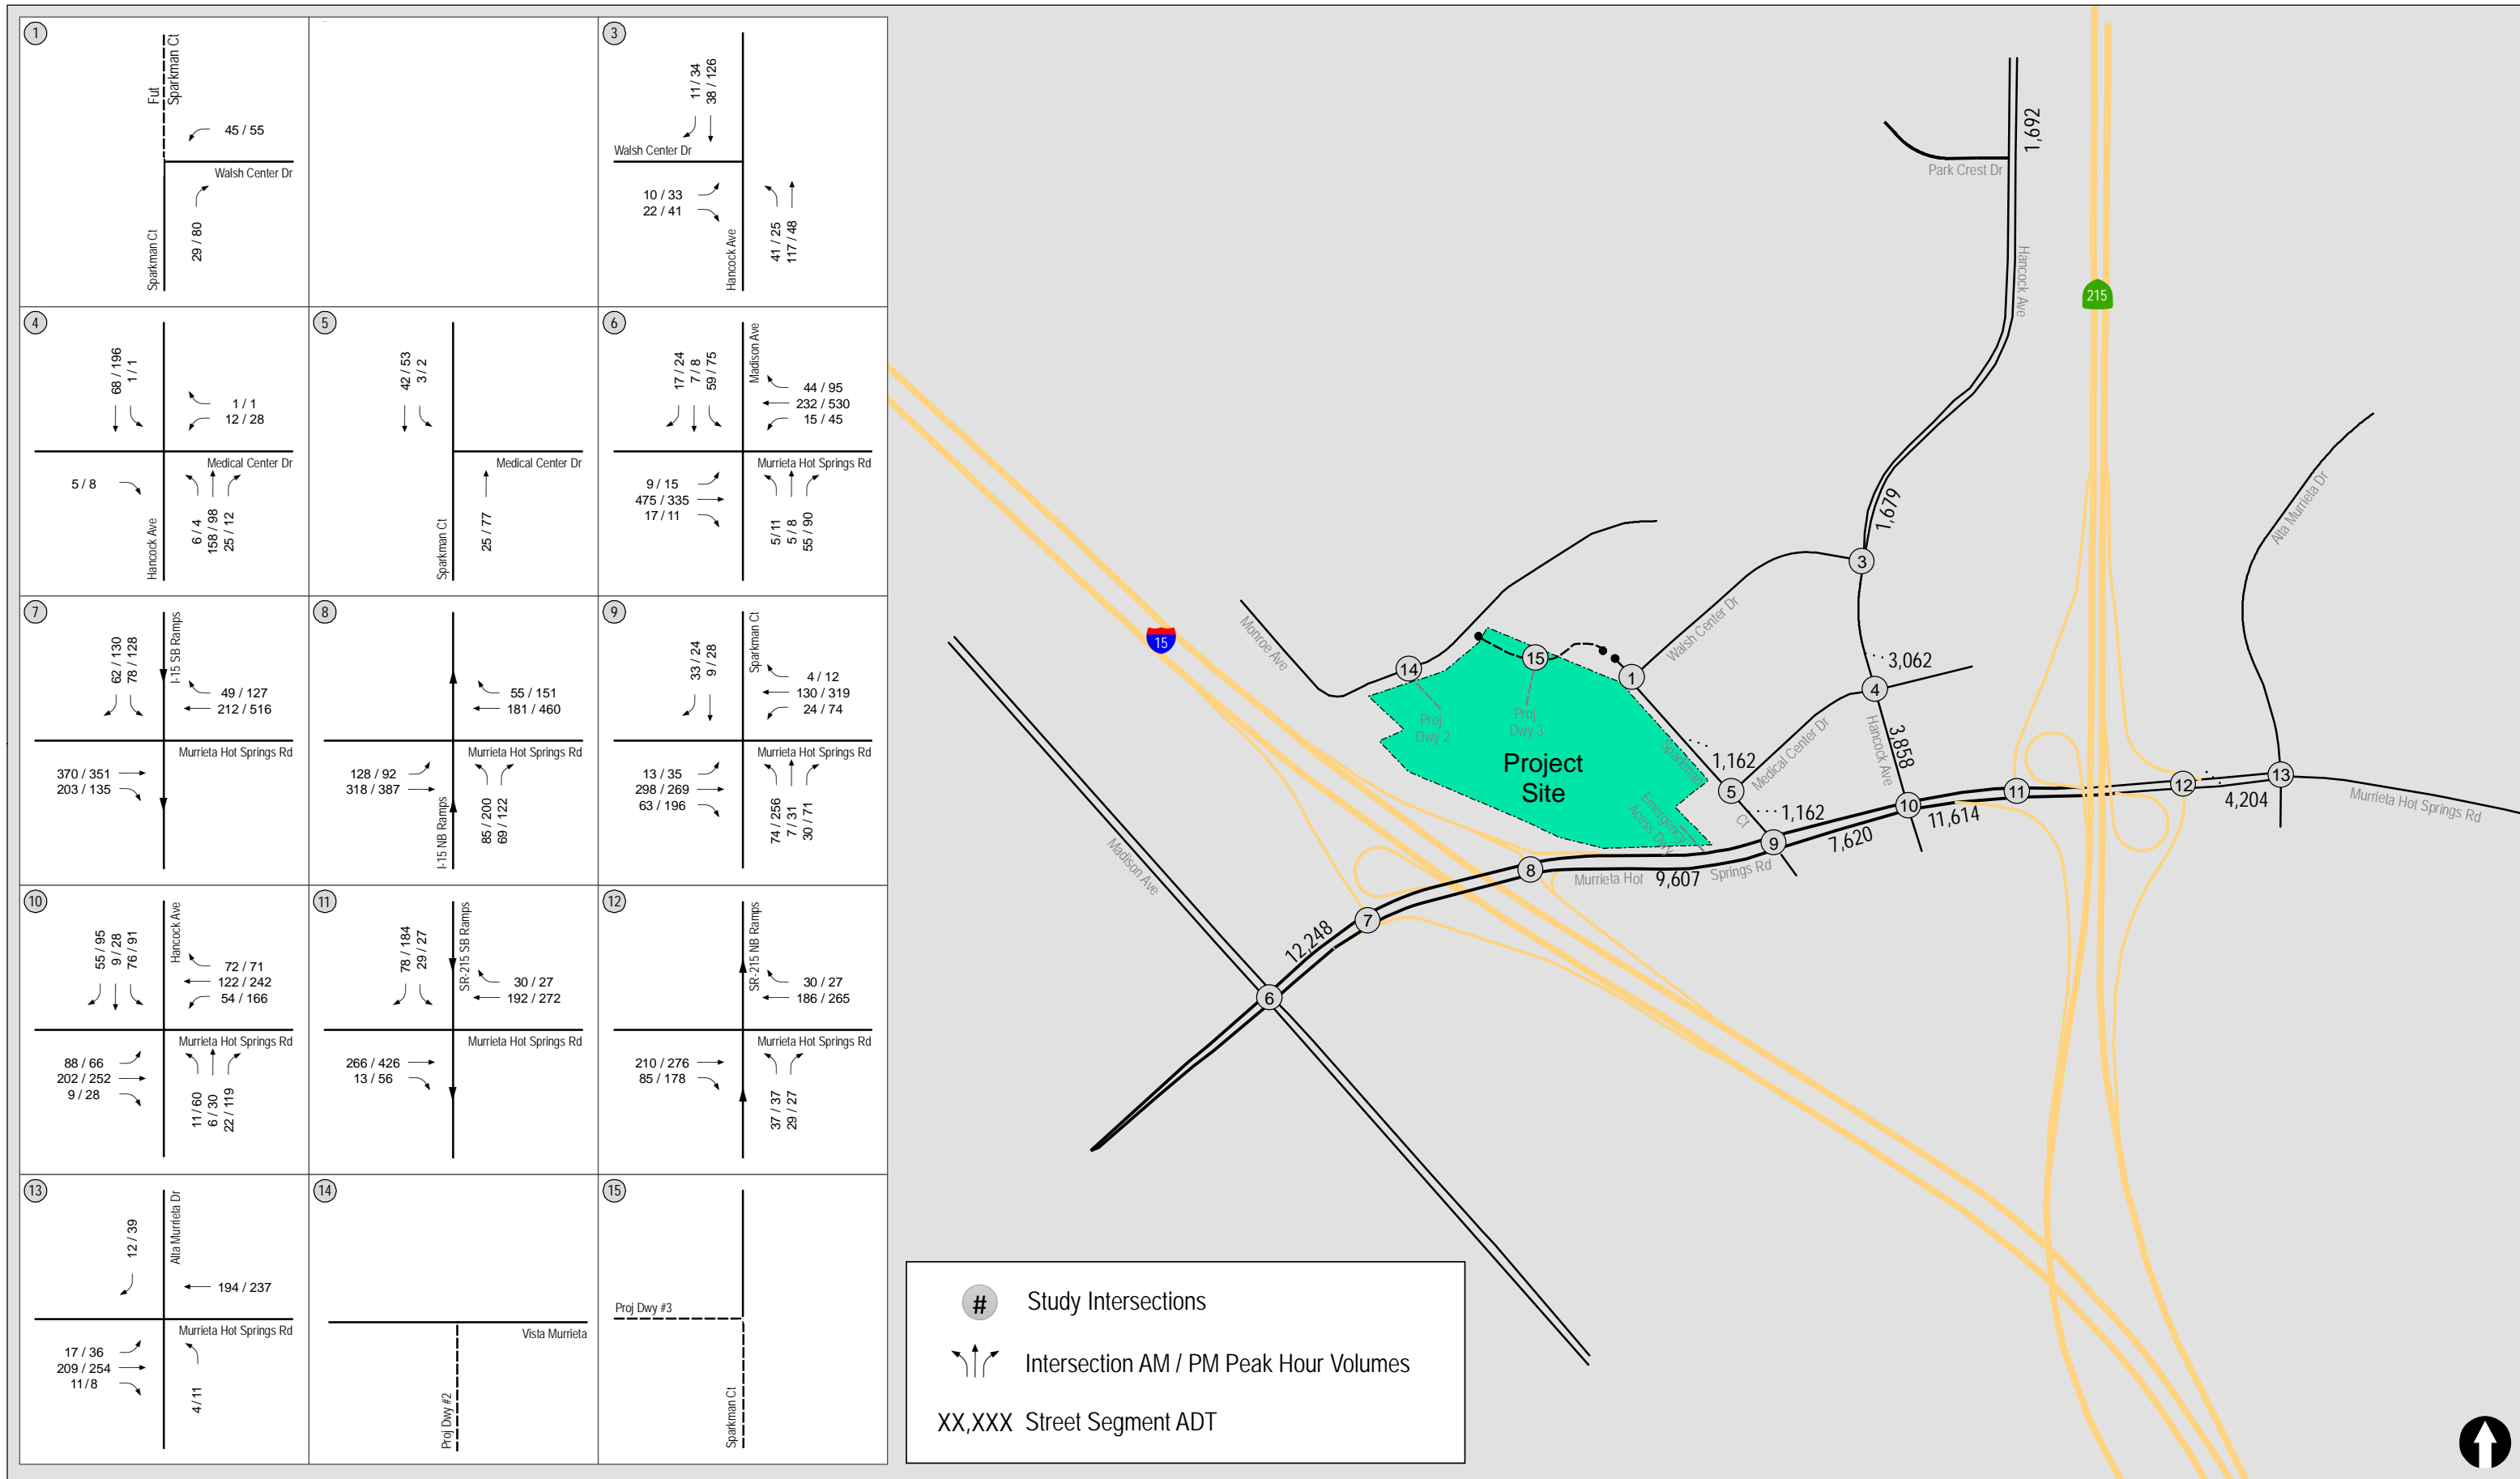 1
Fut
Sparkman Ct
45 / 55
Walsh Center Dr
Sparkman Ct
29 / 80
3
11 / 34
38 / 126
Walsh Center Dr
10 / 33
22 / 41
Hancock Ave
41 / 25
117 / 48
4
68 / 196
1 / 1
1 / 1
12 / 28
Medical Center Dr
5 / 8
Hancock Ave
6 / 4
158 / 98
25 / 12
5
42 / 53
3 / 2
Medical Center Dr
Sparkman Ct
25 / 77
6
17 / 24
7 / 8
59 / 75
Madison Ave
44 / 95
232 / 530
15 / 45
Murrieta Hot Springs Rd
9 / 15
475 / 335
17 / 11
5 / 11
5 / 8
55 / 90
7
62 / 130
78 / 128
I-15 SB Ramps
49 / 127
212 / 516
Murrieta Hot Springs Rd
370 / 351
203 / 135
8
55 / 151
181 / 460
Murrieta Hot Springs Rd
128 / 92
318 / 387
I-15 NB Ramps
85 / 200
69 / 122
9
33 / 24
9 / 28
Sparkman Ct
4 / 12
130 / 319
24 / 74
Murrieta Hot Springs Rd
13 / 35
298 / 269
63 / 196
74 / 256
7 / 31
30 / 71
10
55 / 95
9 / 28
76 / 91
Hancock Ave
72 / 71
122 / 242
54 / 166
Murrieta Hot Springs Rd
88 / 66
202 / 252
9 / 28
11 / 60
6 / 30
22 / 119
11
78 / 184
29 / 27
SR-215 SB Ramps
30 / 27
192 / 272
Murrieta Hot Springs Rd
266 / 426
13 / 56
12
SR-215 NB Ramps
30 / 27
186 / 265
Murrieta Hot Springs Rd
210 / 276
85 / 178
37 / 37
29 / 27
13
12 / 39
Alta Murrieta Dr
194 / 237
Murrieta Hot Springs Rd
17 / 36
209 / 254
11 / 8
4 / 11
14
Vista Murrieta
Proj Dwy #2
15
Proj Dwy #3
Sparkman Ct
1,692
Park Crest Dr
Hancock Ave
215
1,679
Alta Murrieta Dr
3
Walsh Center Dr
Monroe Ave
15
14
15
1
3,062
4
Proj
Dwy 2
Proj
Dwy 3
Project
Site
Sparkman
Ct
1,162
Medical Center Dr
Hancock Ave
3,858
5
1,162
Emergency
Acess Dwy
10
11
12
13
4,204
Murrieta Hot Springs Rd
11,614
9
7,620
8
Murrieta Hot
9,607
Springs Rd
Madison Ave
7
12,248
6
# Study Intersections
Intersection AM / PM Peak Hour Volumes
XX,XXX Street Segment ADT